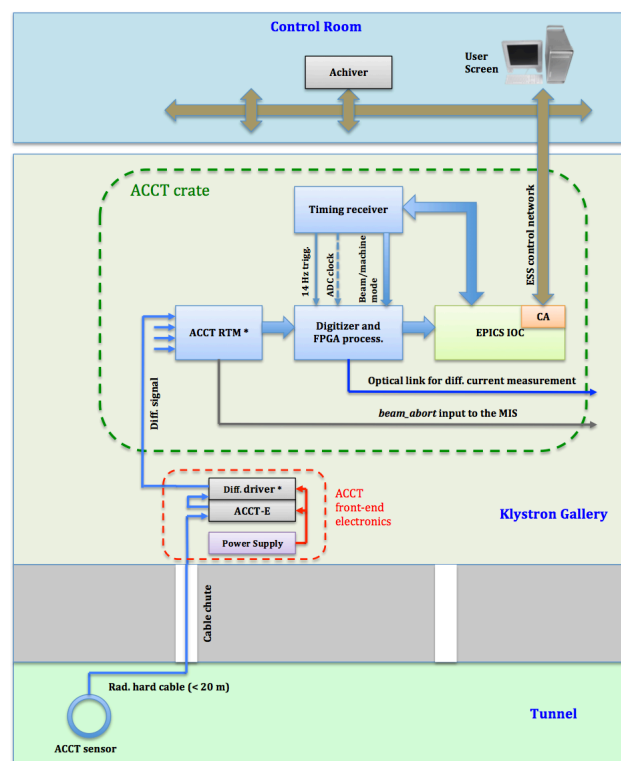 Control Room
User
Screen
Achiver
ACCT crate
Timing receiver
14 Hz trigg.
ADC clock
Beam/machine
mode
ESS control network
ACCT RTM *
Digitizer and
FPGA process.
CA
EPICS IOC
Optical link for diff. current measurement
beam_abort input to the MIS
Diff. signal
Diff. driver *
ACCT-E
Power Supply
ACCT
front-end
electronics
Klystron Gallery
Cable chute
Rad. hard cable (< 20 m)
ACCT sensor
Tunnel